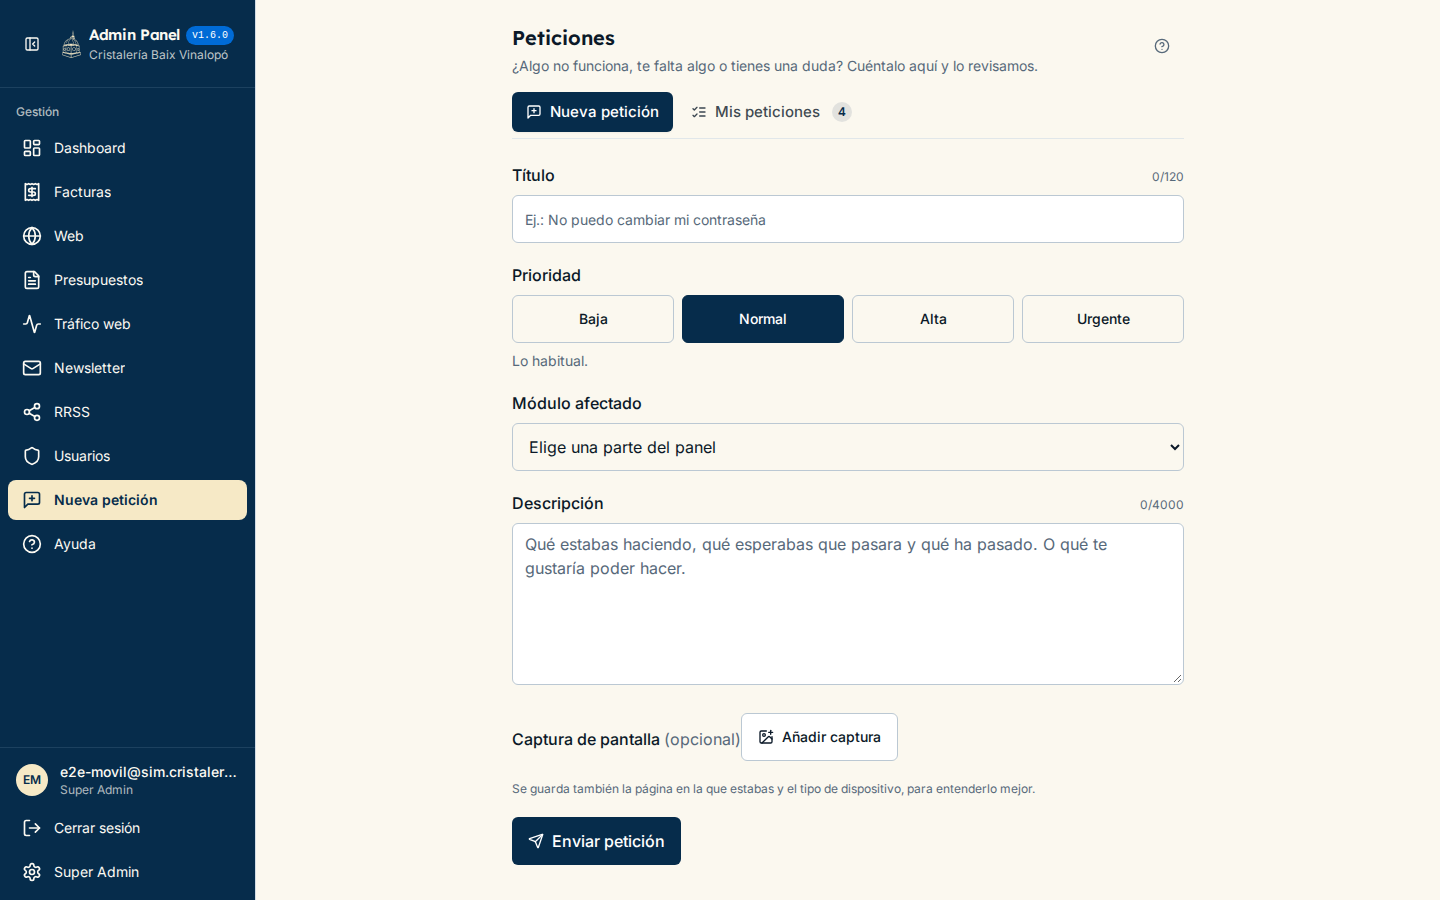 Admin Panel v1.6.0
Cristalería Baix Vinalopó
Gestión
Dashboard
Facturas
Web
Presupuestos
Tráfico web
Newsletter
RRSS
Usuarios
Nueva petición
Ayuda
EM
e2e-movil@sim.cristaler...
Super Admin
Cerrar sesión
Super Admin
Peticiones
¿Algo no funciona, te falta algo o tienes una duda? Cuéntalo aquí y lo revisamos.
Nueva petición
Mis peticiones 4
Título 0/120
Ej.: No puedo cambiar mi contraseña
Prioridad
Baja
Normal
Alta
Urgente
Lo habitual.
Módulo afectado
Elige una parte del panel
Descripción 0/4000
Qué estabas haciendo, qué esperabas que pasara y qué ha pasado. O qué te
gustaría poder hacer.
Captura de pantalla (opcional) Añadir captura
Se guarda también la página en la que estabas y el tipo de dispositivo, para entenderlo mejor.
Enviar petición